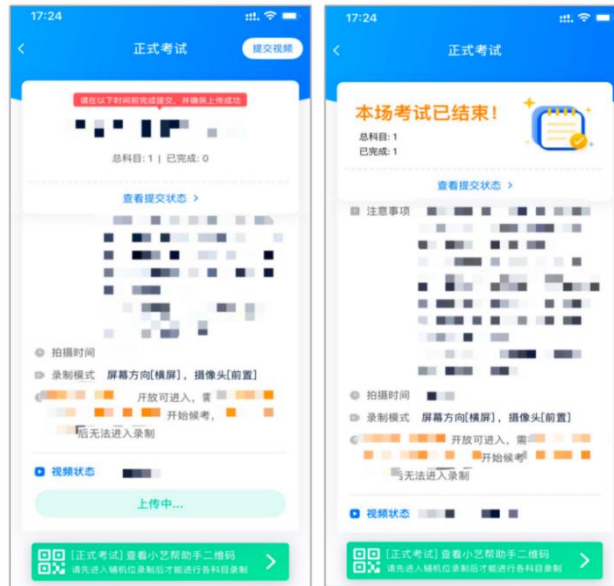 17:24
正式考试
提交视频
请在以下时间前完成提交，并确保上传成功
总科目: 1 | 已完成: 0
查看提交状态 >
拍摄时间
录制模式 屏幕方向[横屏]，摄像头[前置]
开放可进入，需
开始候考，
后无法进入录制
视频状态
上传中...
[正式考试] 查看小艺帮助手二维码
请先进入辅机位录制后才能进行各科目录制
17:24
正式考试
本场考试已结束！
总科目: 1
已完成: 1
查看提交状态 >
注意事项
拍摄时间
录制模式 屏幕方向[横屏]，摄像头[前置]
开放可进入，需
开始候考
无法进入录制
视频状态
[正式考试] 查看小艺帮助手二维码
请先进入辅机位录制后才能进行各科目录制